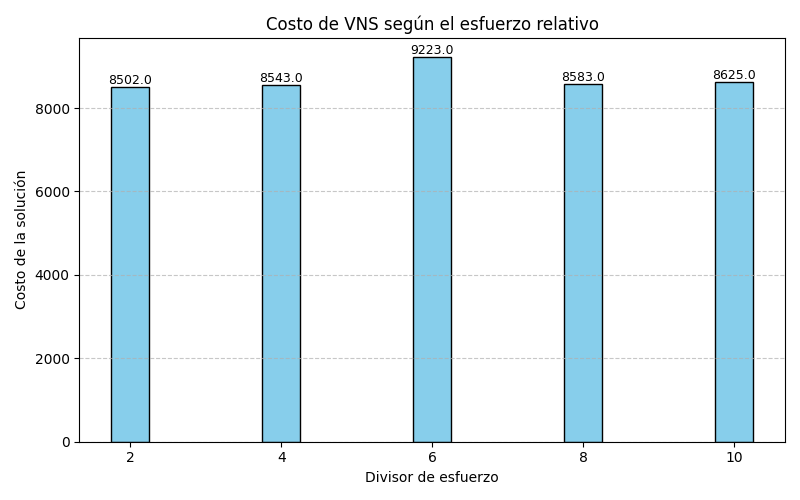 Costo de VNS según el esfuerzo relativo
Costo de la solución
8000
6000
4000
2000
0
8502.0
8543.0
9223.0
8583.0
8625.0
2 4 6 8 10
Divisor de esfuerzo